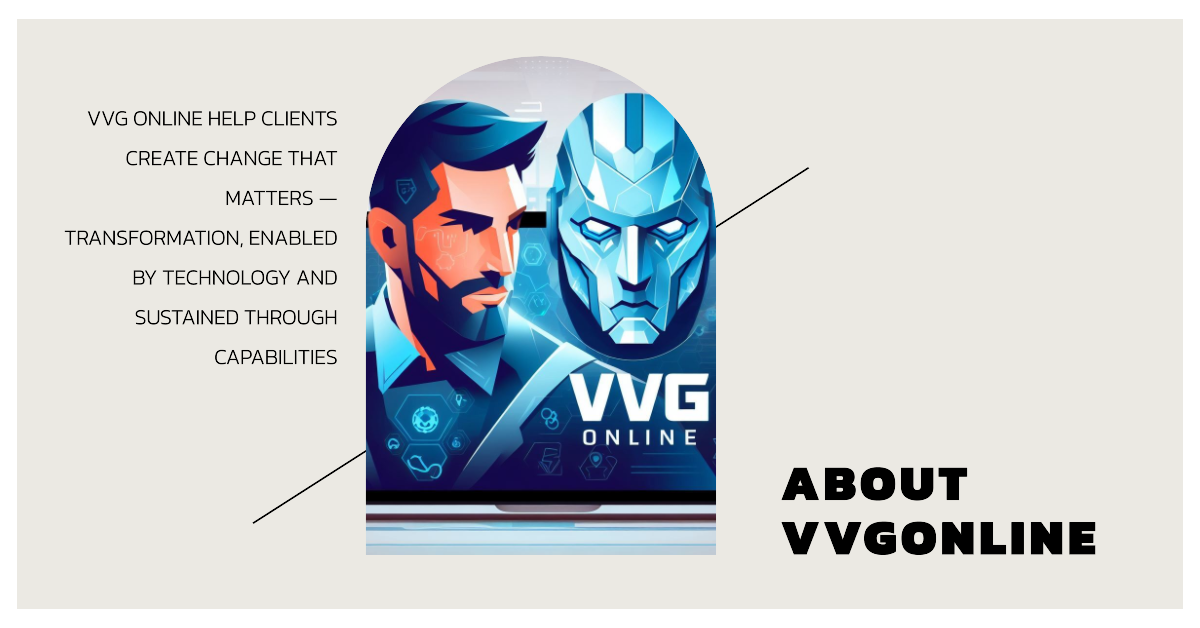 VVG ONLINE HELP CLIENTS
CREATE CHANGE THAT
MATTERS —
TRANSFORMATION, ENABLED
BY TECHNOLOGY AND
SUSTAINED THROUGH
CAPABILITIES
VVG
ONLINE
ABOUT
VVGONLINE